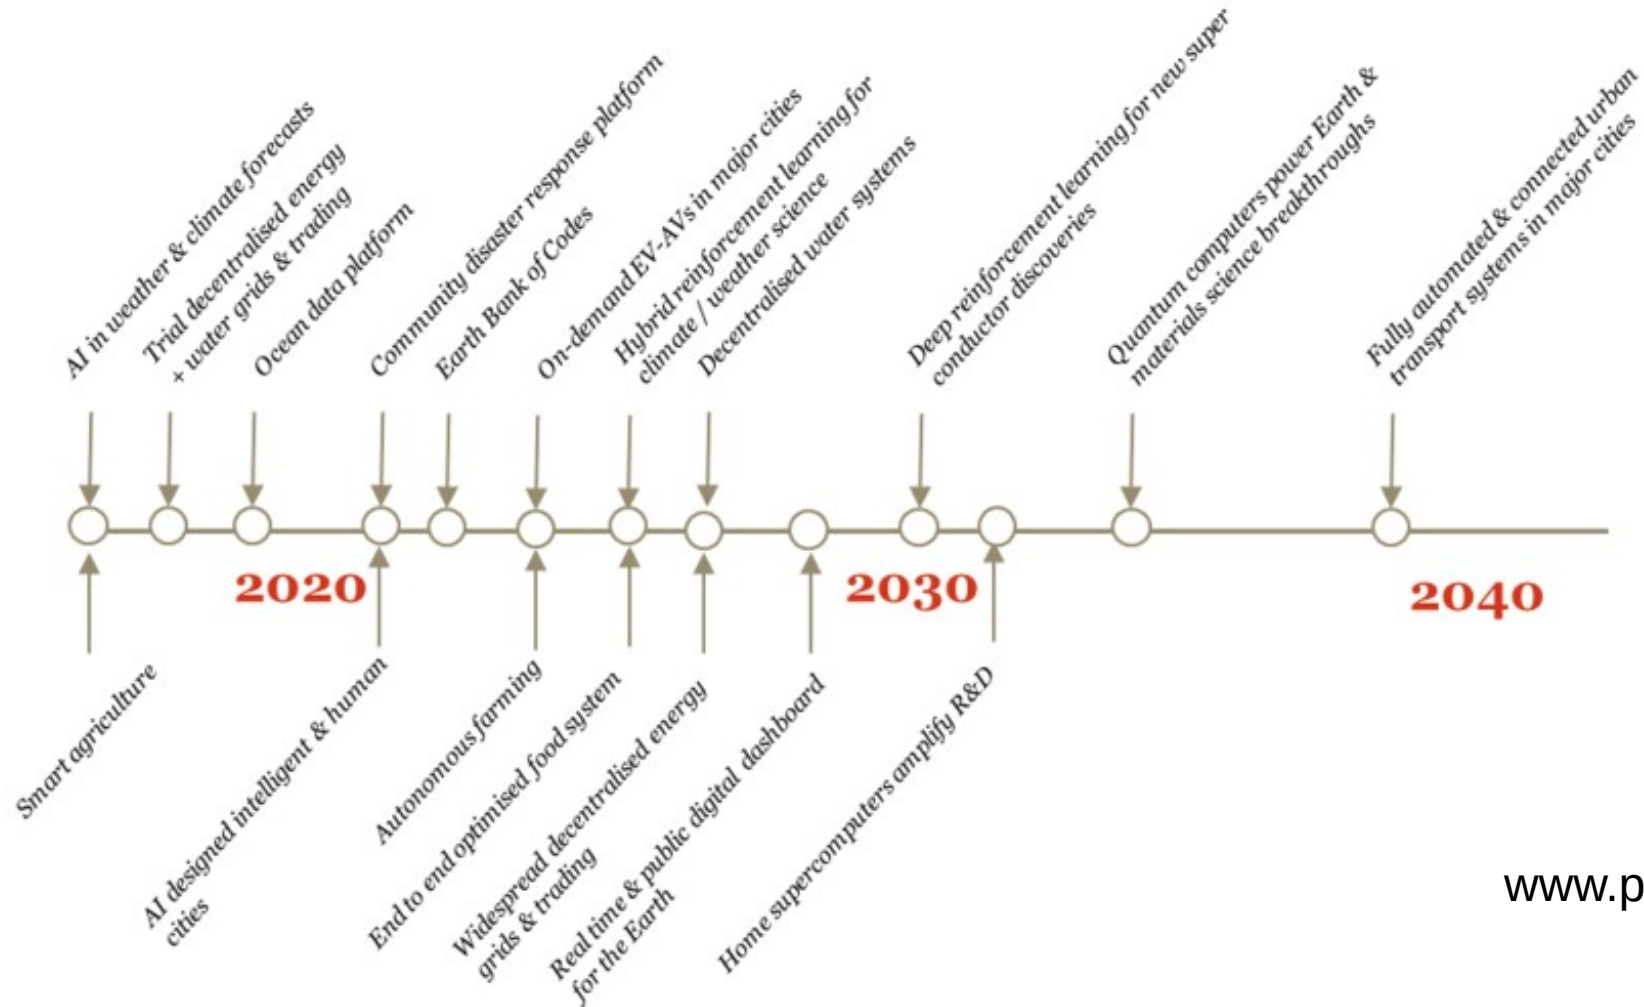 AI in weather & climate forecasts
Trial decentralised energy
+ water grids & trading
Ocean data platform
Community disaster response platform
Earth Bank of Codes
On-demand EV-AVs in major cities
Hybrid reinforcement learning for
climate / weather science
Decentralised water systems
Deep reinforcement learning for new super
conductor discoveries
Quantum computers power Earth &
materials science breakthroughs
Fully automated & connected urban
transport systems in major cities
2020
2030
2040
Smart agriculture
AI designed intelligent & human
cities
Autonomous farming
End to end optimised food system
Widespread decentralised energy
grids & trading
Real time & public digital dashboard
for the Earth
Home supercomputers amplify R&D
www.p